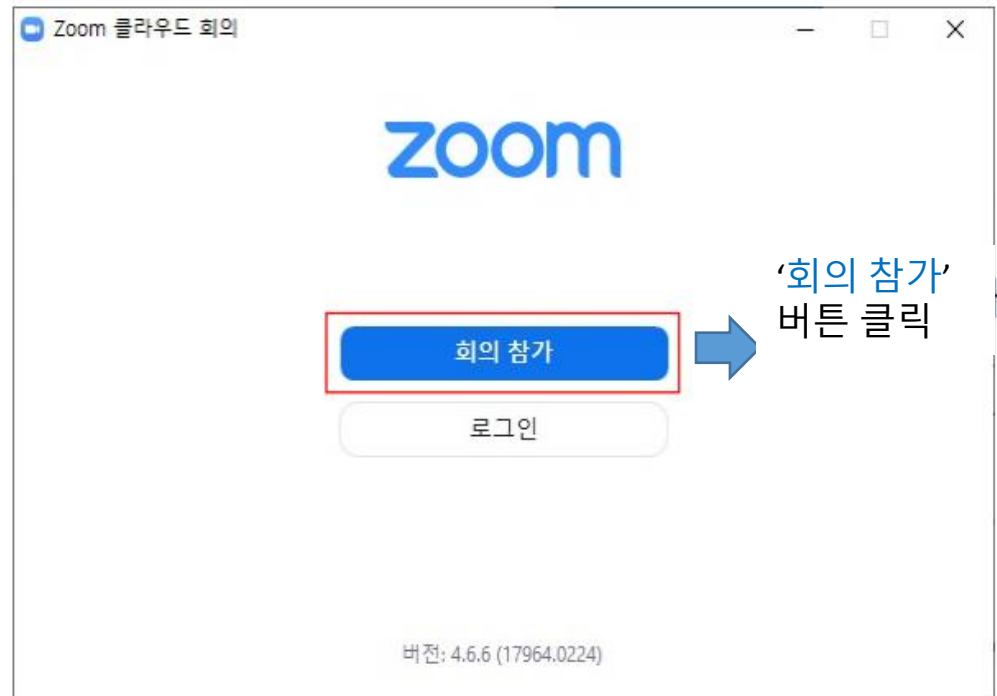 Zoom 클라우드 회의
zoom
‘회의 참가’
버튼 클릭
회의 참가
로그인
버전: 4.6.6 (17964.0224)